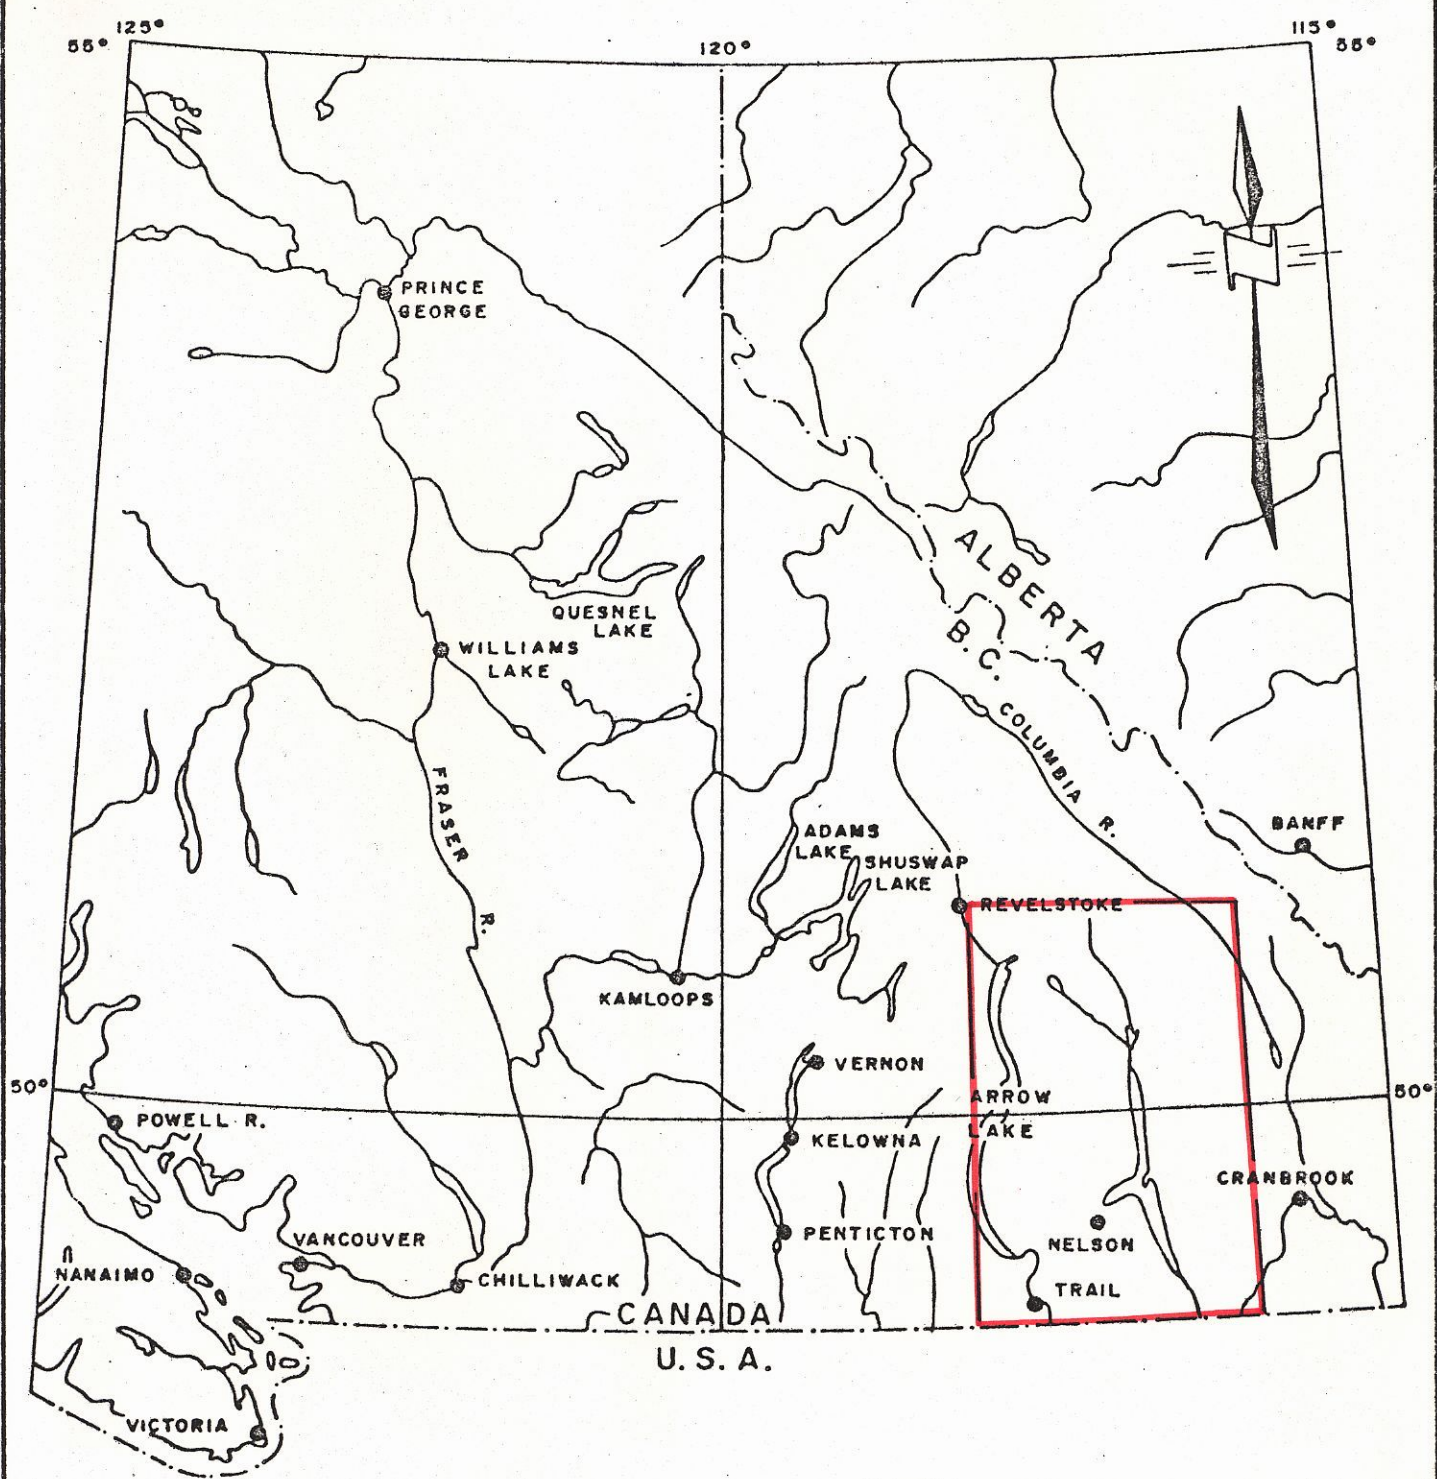 125°
115°
55°
120°
55°
PRINCE
GEORGE
ALBERTA
B.C.
QUESNEL
LAKE
WILLIAMS
LAKE
COLUMBIA R.
FRASER R.
ADAMS
LAKE
BANFF
SHUSWAP
LAKE
REVELSTOKE
KAMLOOPS
VERNON
50°
50°
ARROW
LAKE
POWELL R.
KELOWNA
CRANBROOK
PENTICTON
VANCOUVER
NELSON
NANAIMO
CHILLIWACK
TRAIL
CANADA
U.S.A.
VICTORIA